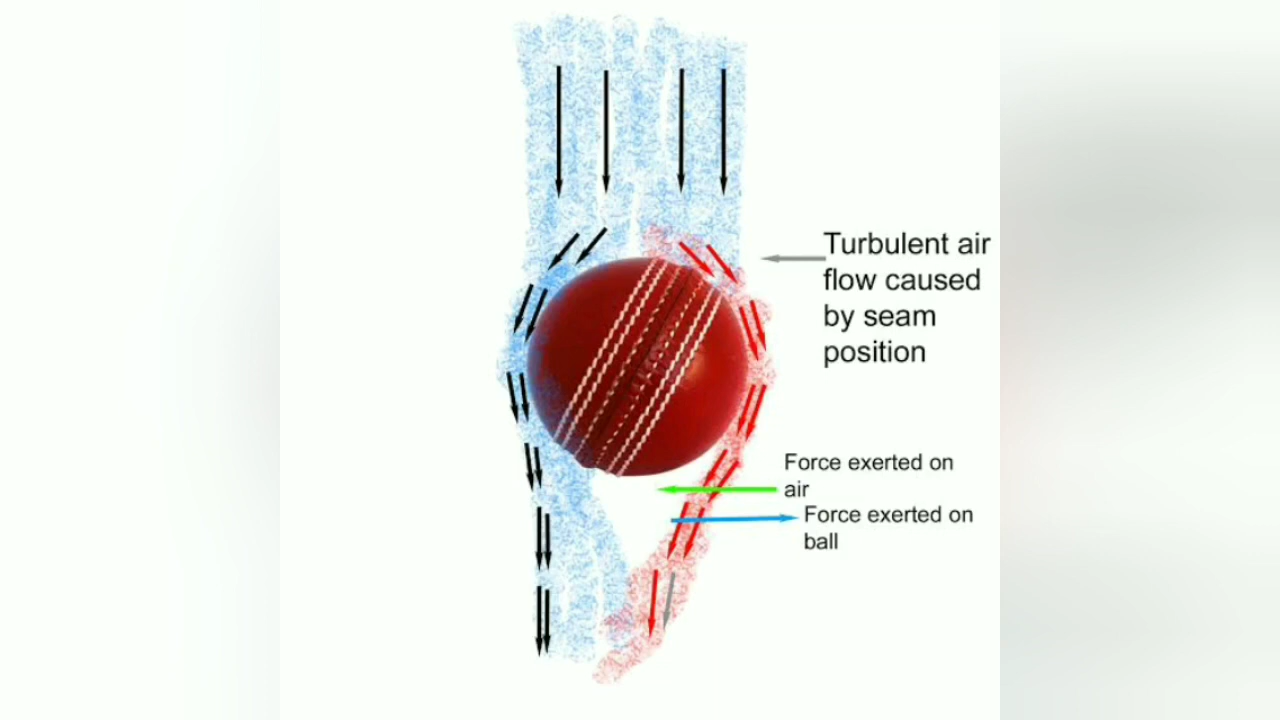 Turbulent air
flow caused
by seam
position
Force exerted on
air
Force exerted on
ball